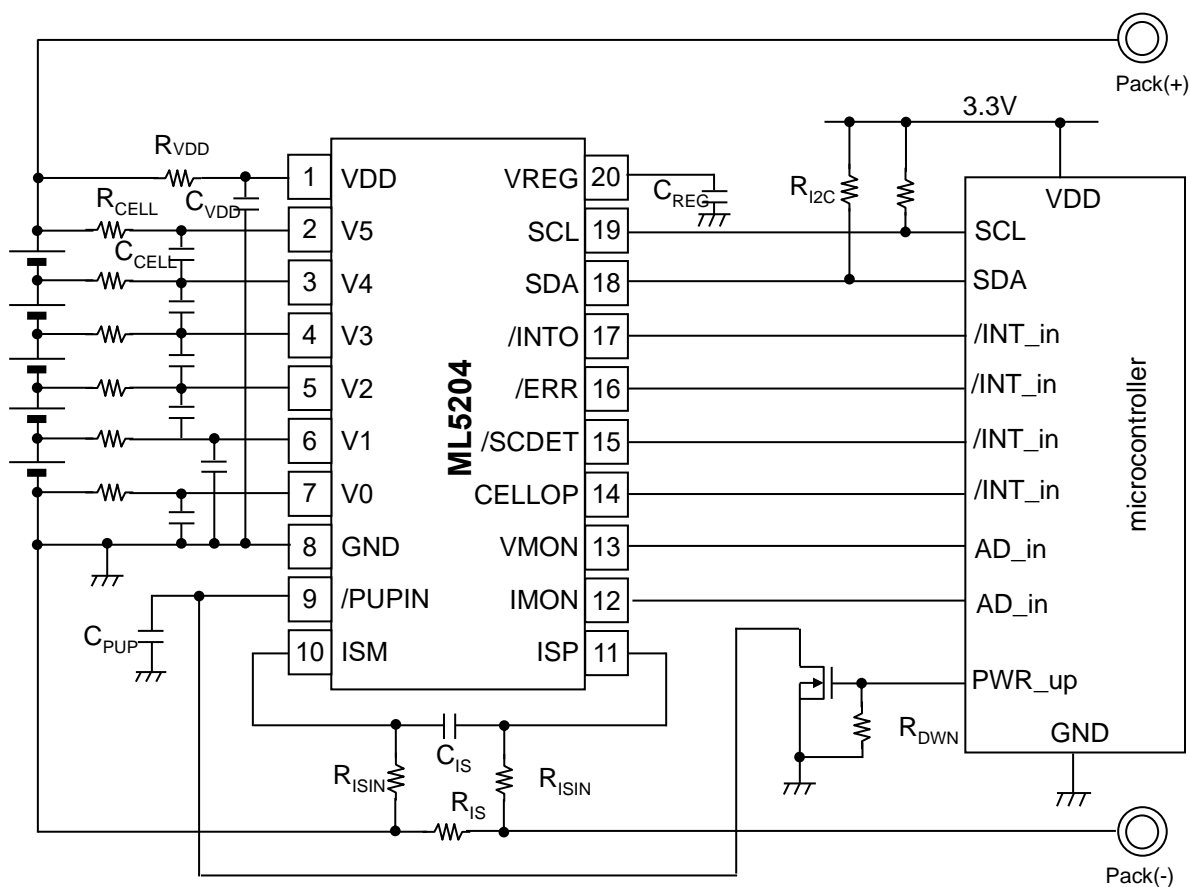 Pack(+)
3.3V
RVDD
1 VDD
VREG 20
CREG
RI2C
VDD
RCELL
CVDD
2 V5
SCL 19
SCL
CCELL
3 V4
SDA 18
SDA
4 V3
/INTO 17
/INT_in
5 V2
/ERR 16
/INT_in
6 V1
/SCDET 15
/INT_in
7 V0
CELLOP 14
/INT_in
8 GND
VMON 13
AD_in
9 /PUPIN
IMON 12
AD_in
CPUP
10 ISM
ISP 11
ML5204
microcontroller
PWR_up
RDWN
GND
CIS
RISIN
RISIN
RIS
Pack(-)